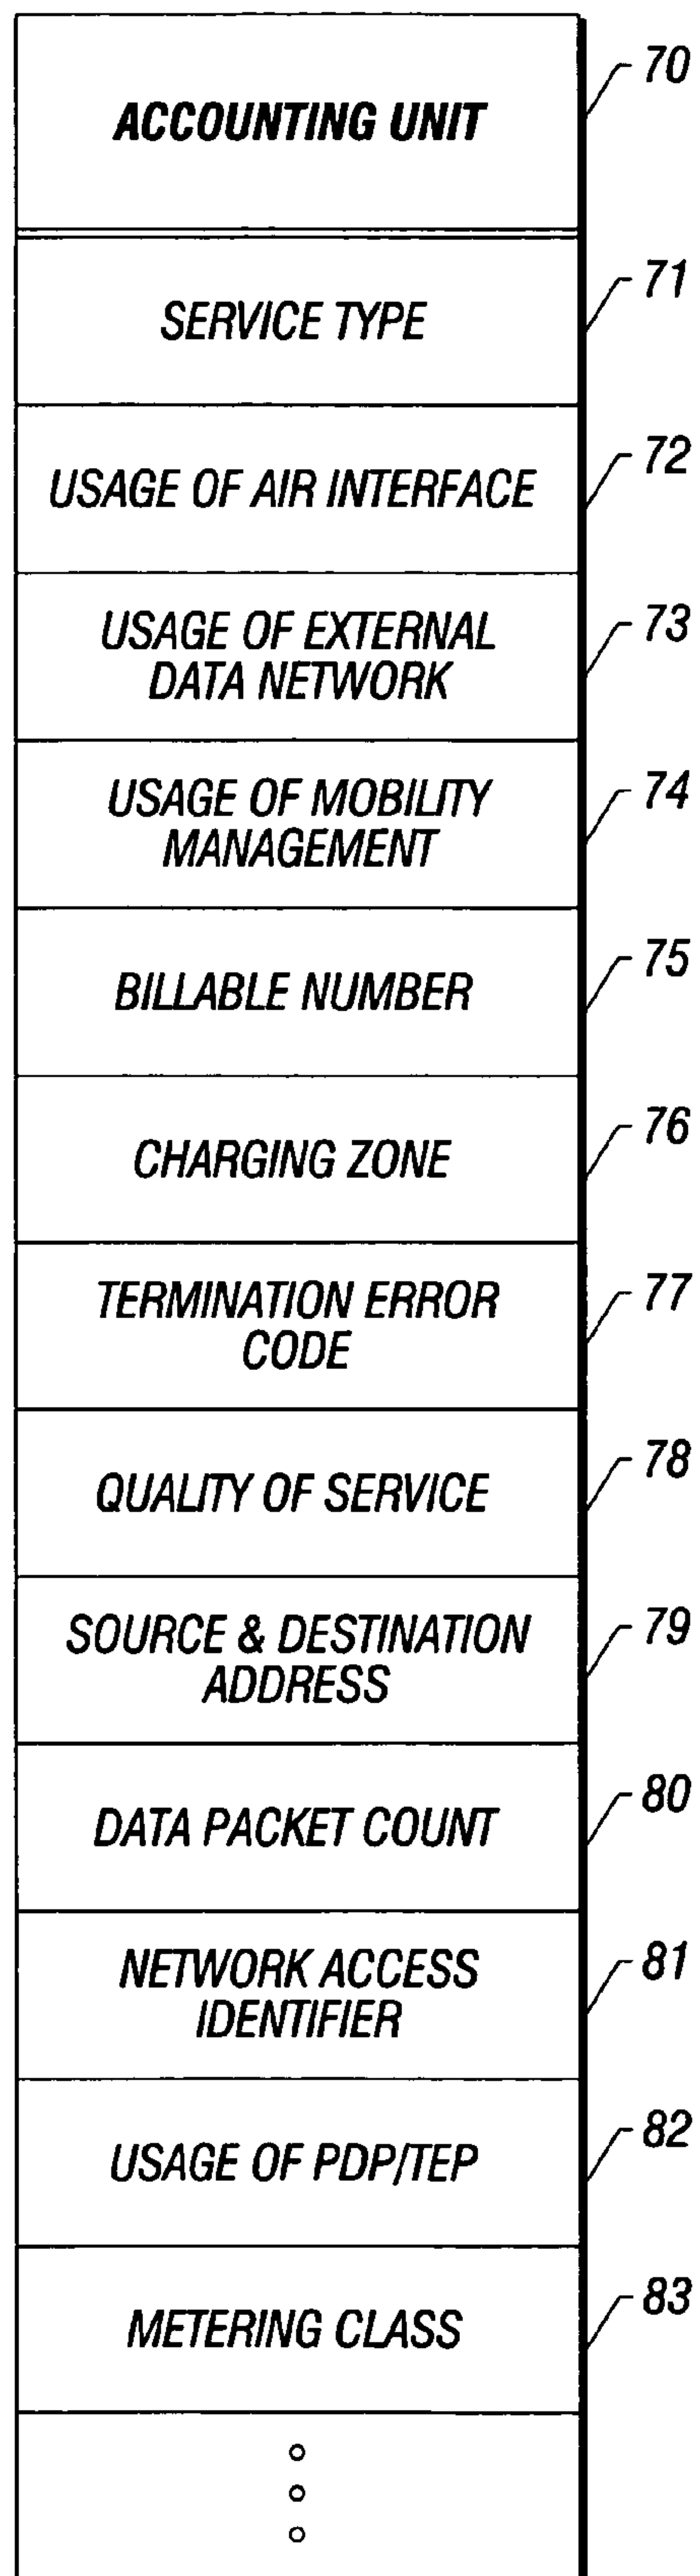 ACCOUNTING UNIT
70
SERVICE TYPE
71
USAGE OF AIR INTERFACE
72
USAGE OF EXTERNAL
DATA NETWORK
73
USAGE OF MOBILITY
MANAGEMENT
74
BILLABLE NUMBER
75
CHARGING ZONE
76
TERMINATION ERROR
CODE
77
QUALITY OF SERVICE
78
SOURCE & DESTINATION
ADDRESS
79
DATA PACKET COUNT
80
NETWORK ACCESS
IDENTIFIER
81
USAGE OF PDP/TEP
82
METERING CLASS
83